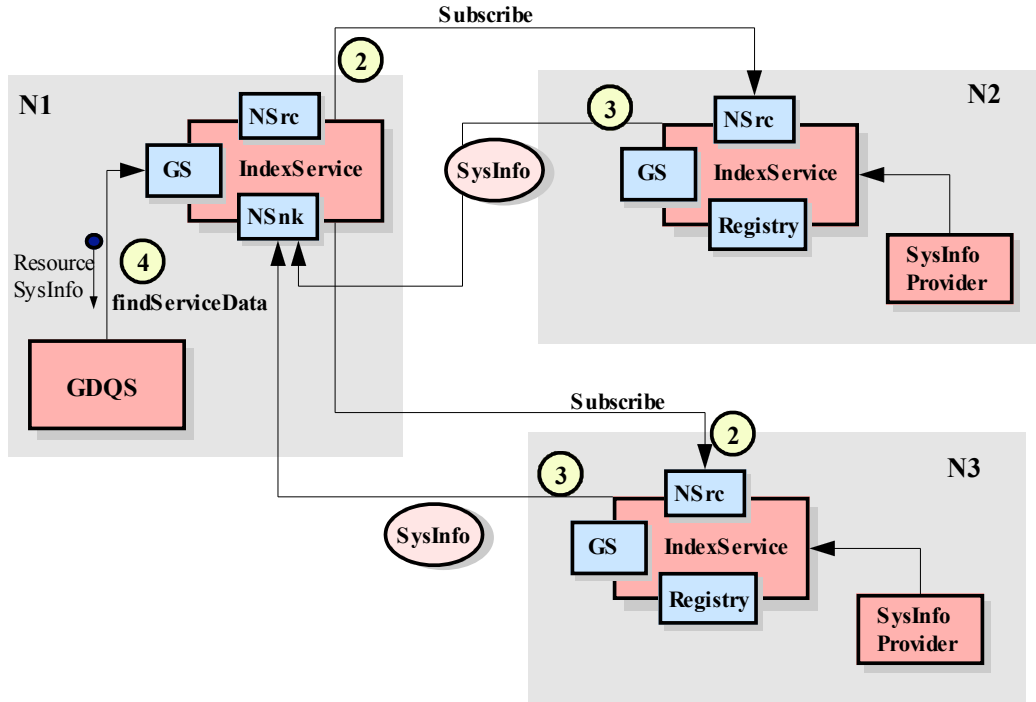 Subscribe
2
N1
NSrc
GS
IndexService
NSnk
4
Resource
SysInfo
findServiceData
GDQS
3
SysInfo
N2
NSrc
GS
IndexService
Registry
SysInfo
Provider
Subscribe
2
3
SysInfo
N3
NSrc
GS
IndexService
Registry
SysInfo
Provider